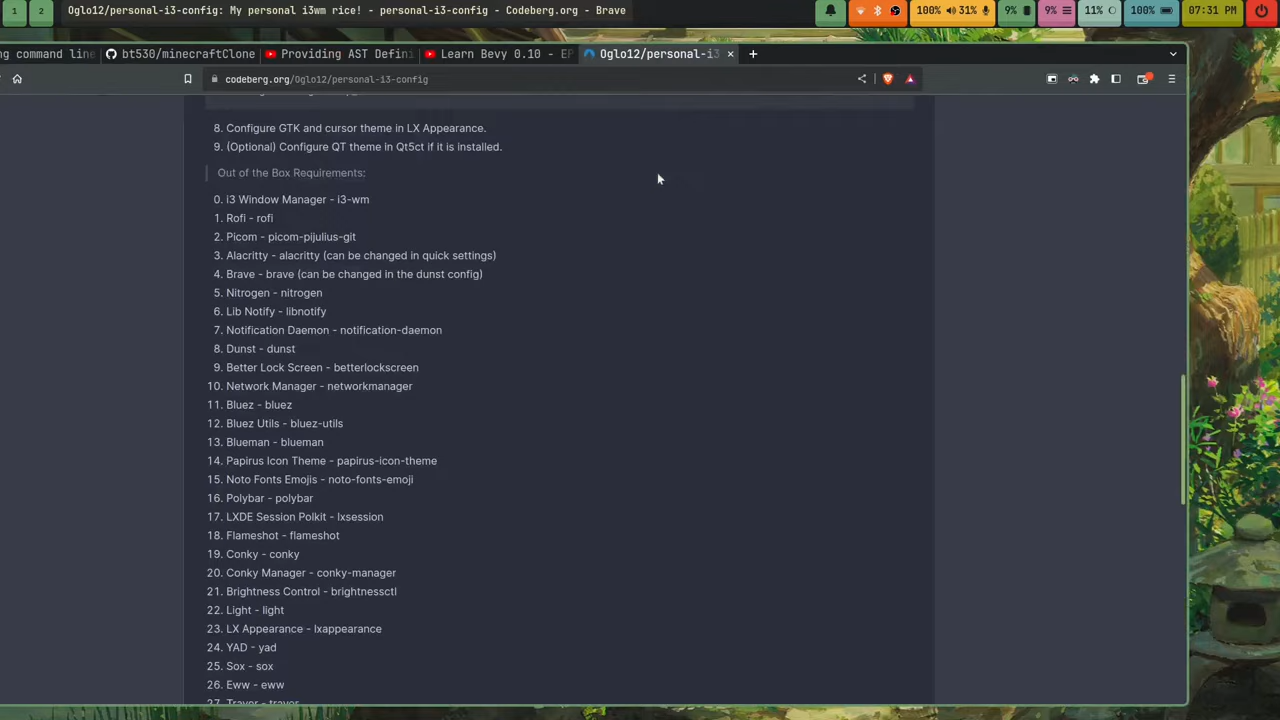 1
2
Oglo12/personal-i3-config: My personal i3wm rice! - personal-i3-config - Codeberg.org - Brave
100%
31%
9%
9%
11%
100%
07:31 PM
ng command line
bt530/minecraftClone
Providing AST Defini
Learn Bevy 0.10 - EP
Oglo12/personal-i3
codeberg.org/Oglo12/personal-i3-config
8. Configure GTK and cursor theme in LX Appearance.
9. (Optional) Configure QT theme in Qt5ct if it is installed.
Out of the Box Requirements:
0. i3 Window Manager - i3-wm
1. Rofi - rofi
2. Picom - picom-pijulius-git
3. Alacritty - alacritty (can be changed in quick settings)
4. Brave - brave (can be changed in the dunst config)
5. Nitrogen - nitrogen
6. Lib Notify - libnotify
7. Notification Daemon - notification-daemon
8. Dunst - dunst
9. Better Lock Screen - betterlockscreen
10. Network Manager - networkmanager
11. Bluez - bluez
12. Bluez Utils - bluez-utils
13. Blueman - blueman
14. Papirus Icon Theme - papirus-icon-theme
15. Noto Fonts Emojis - noto-fonts-emoji
16. Polybar - polybar
17. LXDE Session Polkit - lxsession
18. Flameshot - flameshot
19. Conky - conky
20. Conky Manager - conky-manager
21. Brightness Control - brightnessctl
22. Light - light
23. LX Appearance - lxappearance
24. YAD - yad
25. Sox - sox
26. Eww - eww